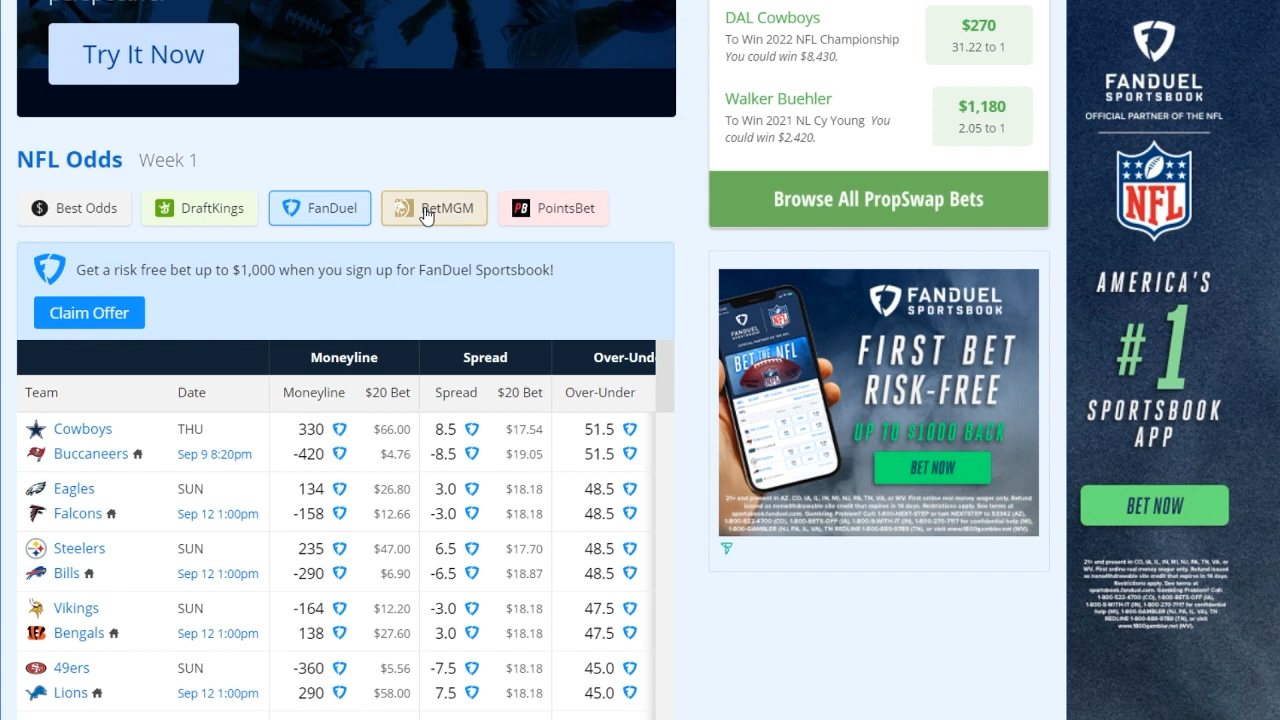 Try It Now
NFL Odds Week 1
Best Odds
DraftKings
FanDuel
BetMGM
PointsBet
Get a risk free bet up to $1,000 when you sign up for FanDuel Sportsbook!
Claim Offer
Moneyline Spread Over-Und
Team Date Moneyline $20 Bet Spread $20 Bet Over-Under
Cowboys THU 330 $66.00 8.5 $17.54 51.5
Buccaneers Sep 9 8:20pm -420 $4.76 -8.5 $19.05 51.5
Eagles SUN 134 $26.80 3.0 $18.18 48.5
Falcons Sep 12 1:00pm -158 $12.66 -3.0 $18.18 48.5
Steelers SUN 235 $47.00 6.5 $17.70 48.5
Bills Sep 12 1:00pm -290 $6.90 -6.5 $18.87 48.5
Vikings SUN -164 $12.20 -3.0 $18.18 47.5
Bengals Sep 12 1:00pm 138 $27.60 3.0 $18.18 47.5
49ers SUN -360 $5.56 -7.5 $18.18 45.0
Lions Sep 12 1:00pm 290 $58.00 7.5 $18.18 45.0
DAL Cowboys
To Win 2022 NFL Championship
You could win $8,430.
$270
31.22 to 1
Walker Buehler
To Win 2021 NL Cy Young You
could win $2,420.
$1,180
2.05 to 1
Browse All PropSwap Bets
FANDUEL
SPORTSBOOK
FIRST BET
RISK-FREE
UP TO $1000 BACK
BET NOW
BET THE NFL
FANDUEL
SPORTSBOOK
OFFICIAL PARTNER OF THE NFL
NFL
AMERICA'S
#1
SPORTSBOOK
APP
BET NOW